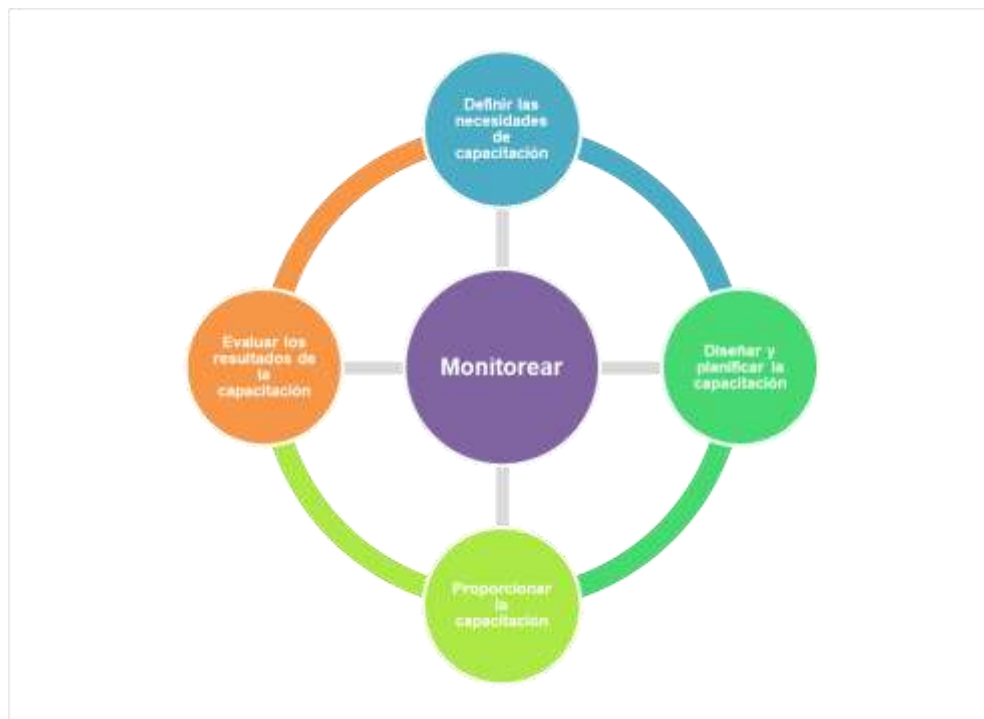 Definir las
necesidades
de
capacitación
Evaluar los
resultados de
la
capacitación
Monitorear
Diseñar y
planificar la
capacitación
Proporcionar
la
capacitación